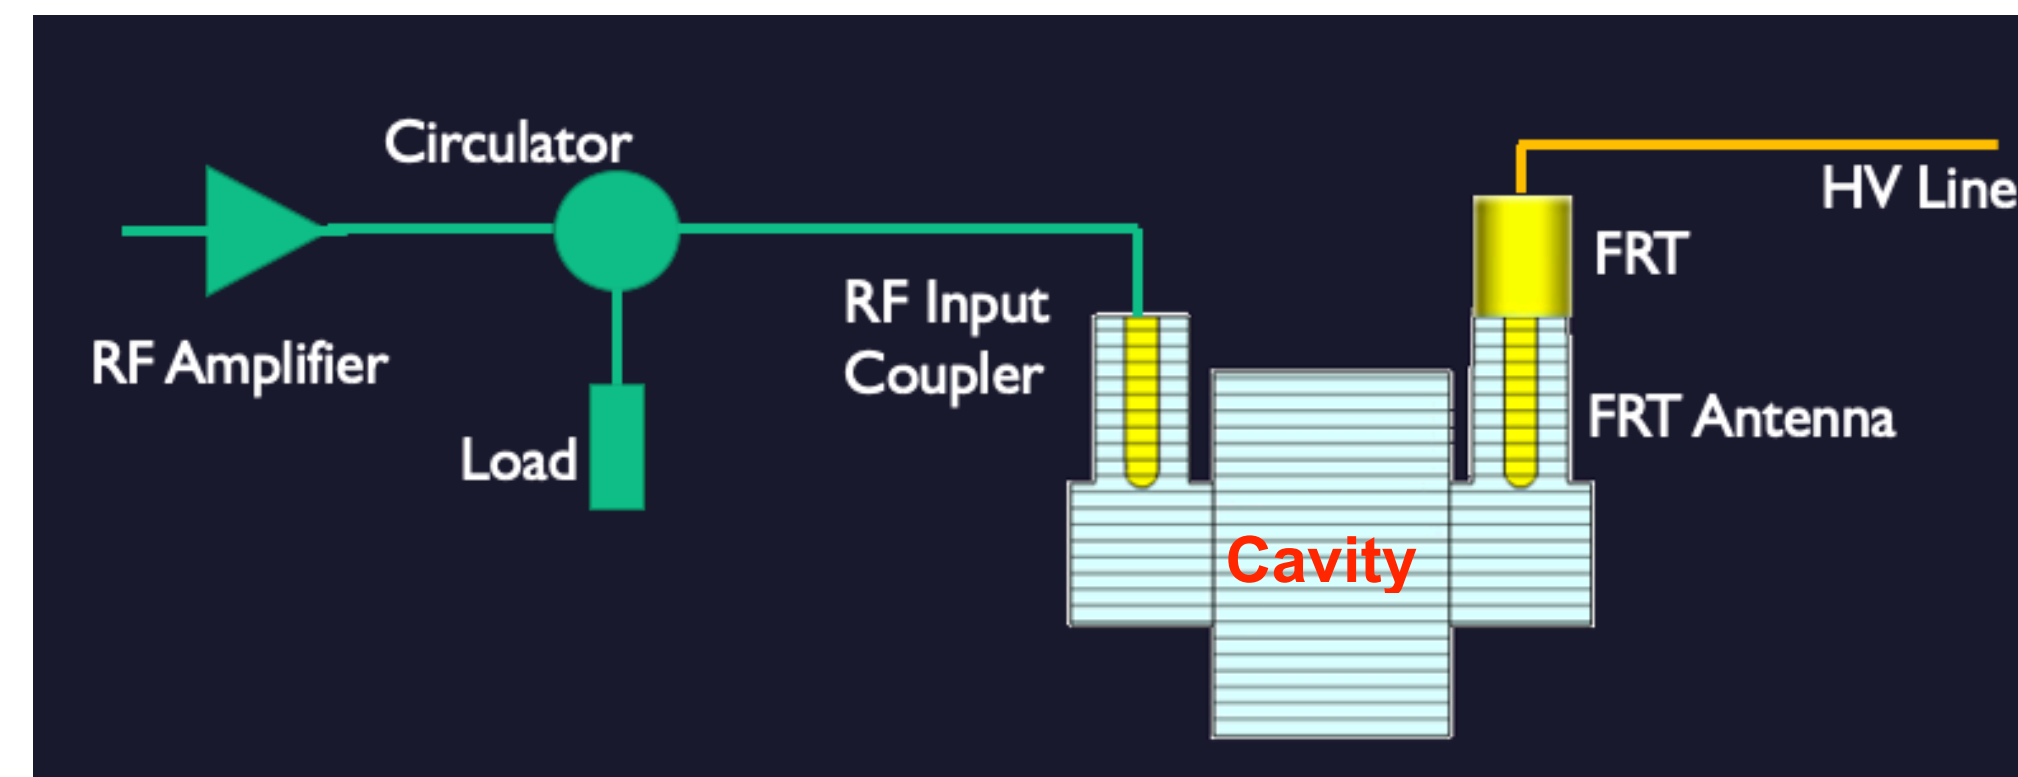 Circulator
HV Line
FRT
RF Input
Coupler
RF Amplifier
FRT Antenna
Load
Cavity